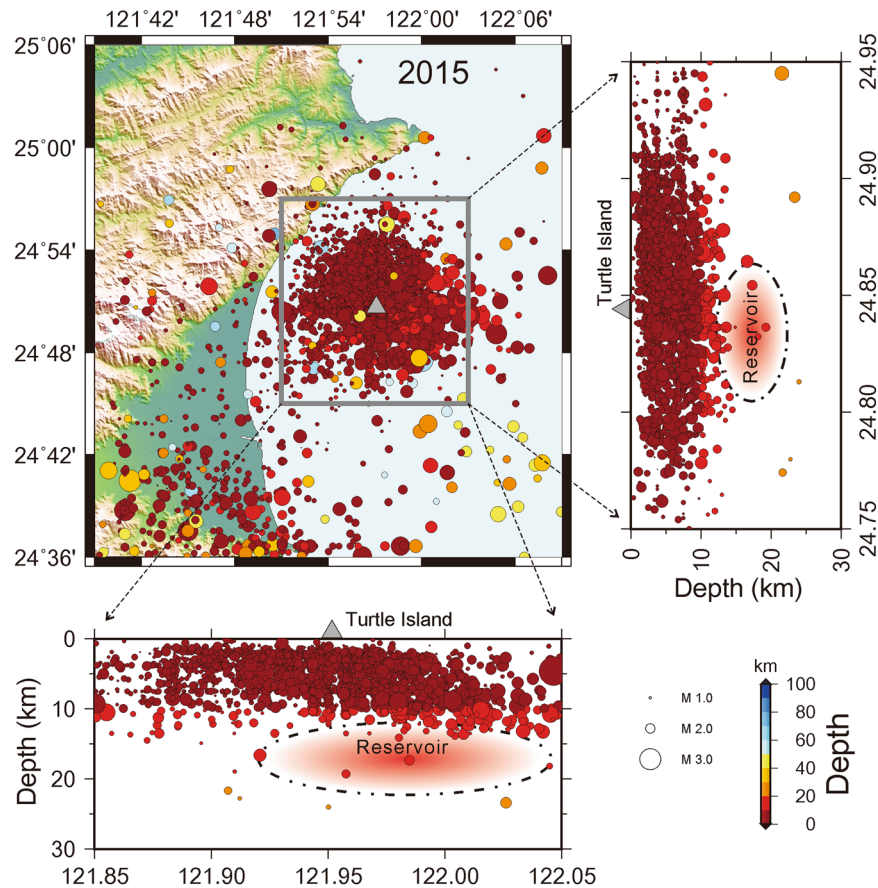 121°42' 121°48' 121°54' 122°00' 122°06'
25°06'
25°00'
24°54'
24°48'
24°42'
24°36'
2015
Turtle Island
Reservoir
24.95
24.90
24.85
24.80
24.75
0 10 20 30
Depth (km)
Turtle Island
0
10
20
30
Depth (km)
Reservoir
121.85 121.90 121.95 122.00 122.05
M 1.0
M 2.0
M 3.0
km
100
80
60
40
20
0
Depth